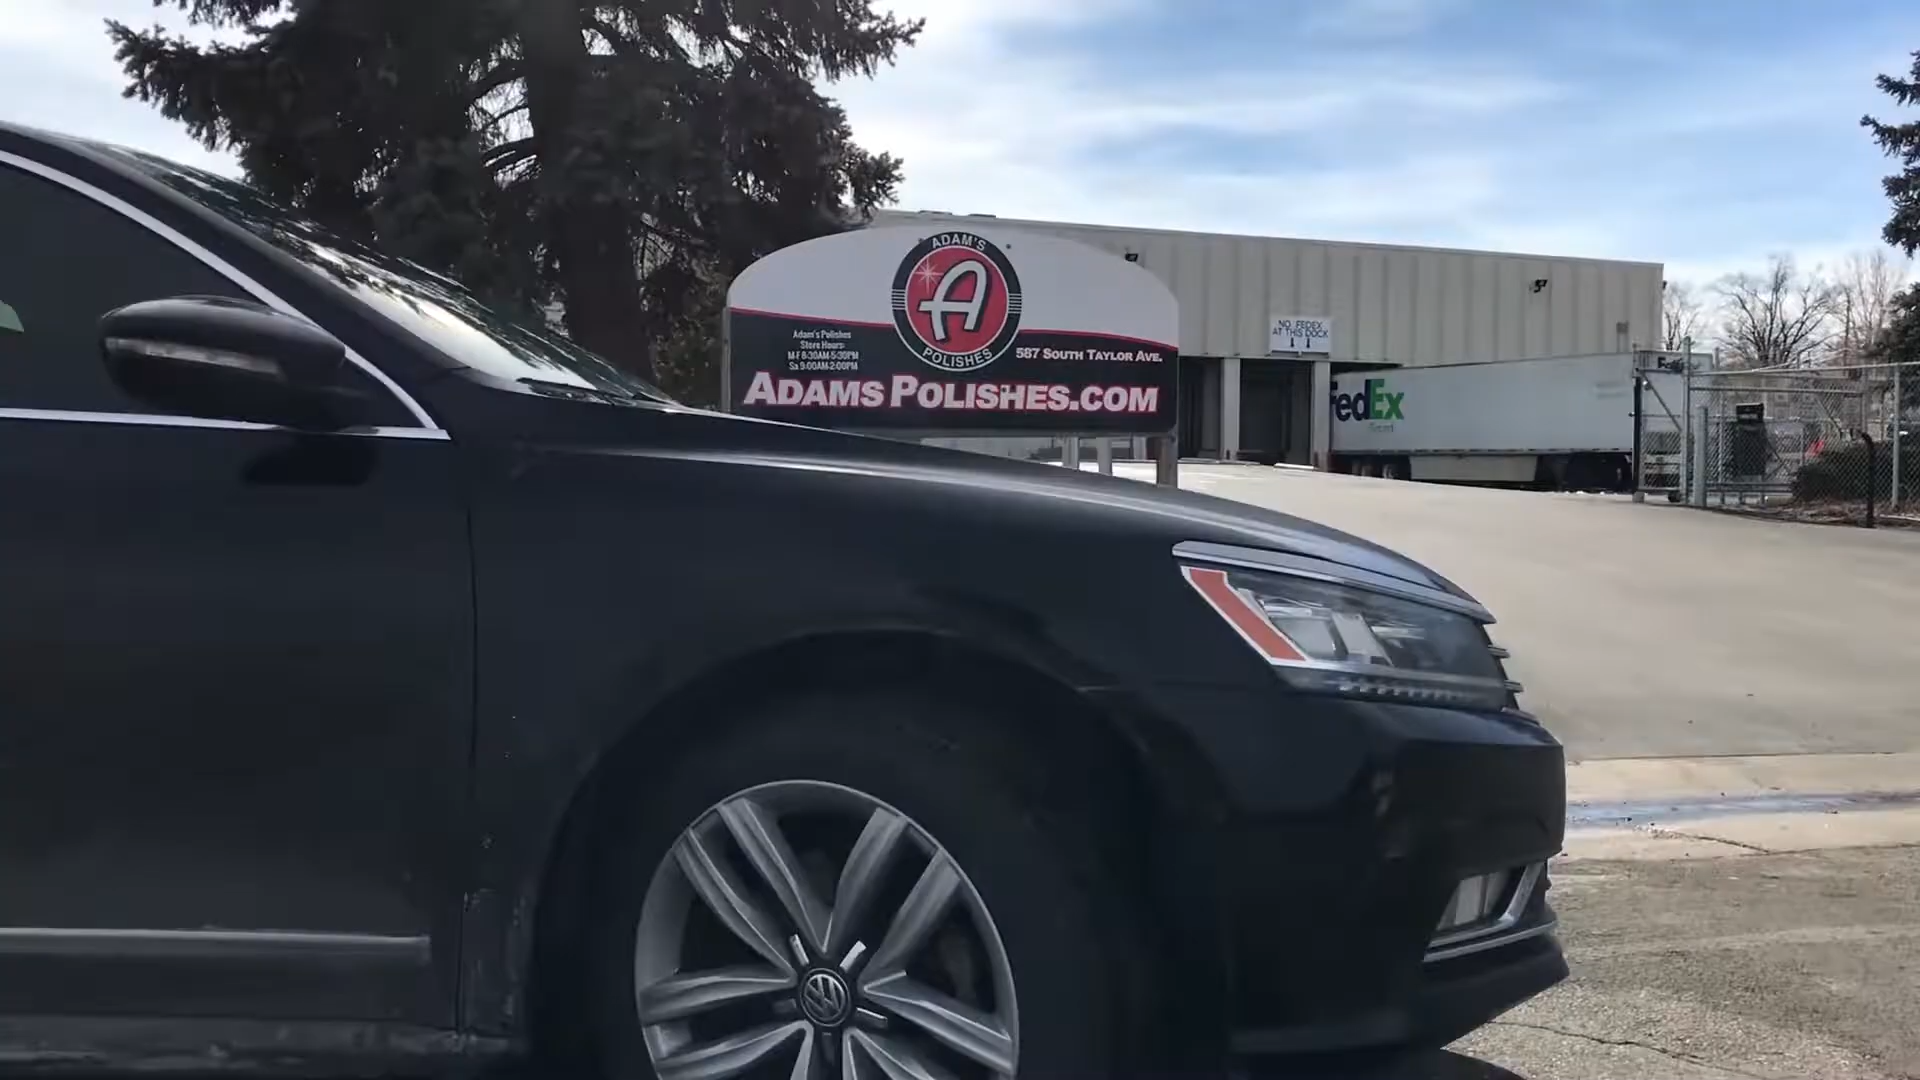 ADAM'S
A
POLISHES
Adam's Polishes
Store Hours:
M-F 8:30AM-5:30PM
Sa 9:00AM-2:00PM
587 SOUTH TAYLOR AVE.
ADAMSPOLISHES.COM
NO FEDEX
AT THIS DOCK
FedEx
VW